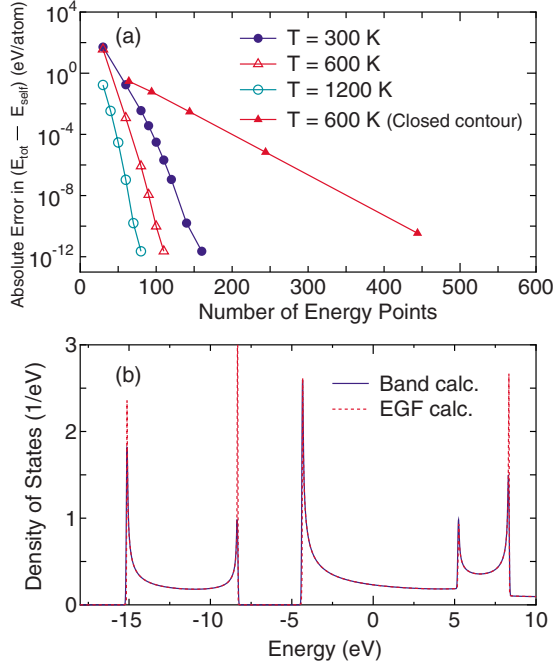 (a)
T = 300 K
T = 600 K
T = 1200 K
T = 600 K (Closed contour)
Absolute Error in (E_tot − E_self) (eV/atom)
10^4
10^0
10^-4
10^-8
10^-12
0 100 200 300 400 500 600
Number of Energy Points
(b)
Band calc.
EGF calc.
Density of States (1/eV)
3
2
1
0
-15 -10 -5 0 5 10
Energy (eV)